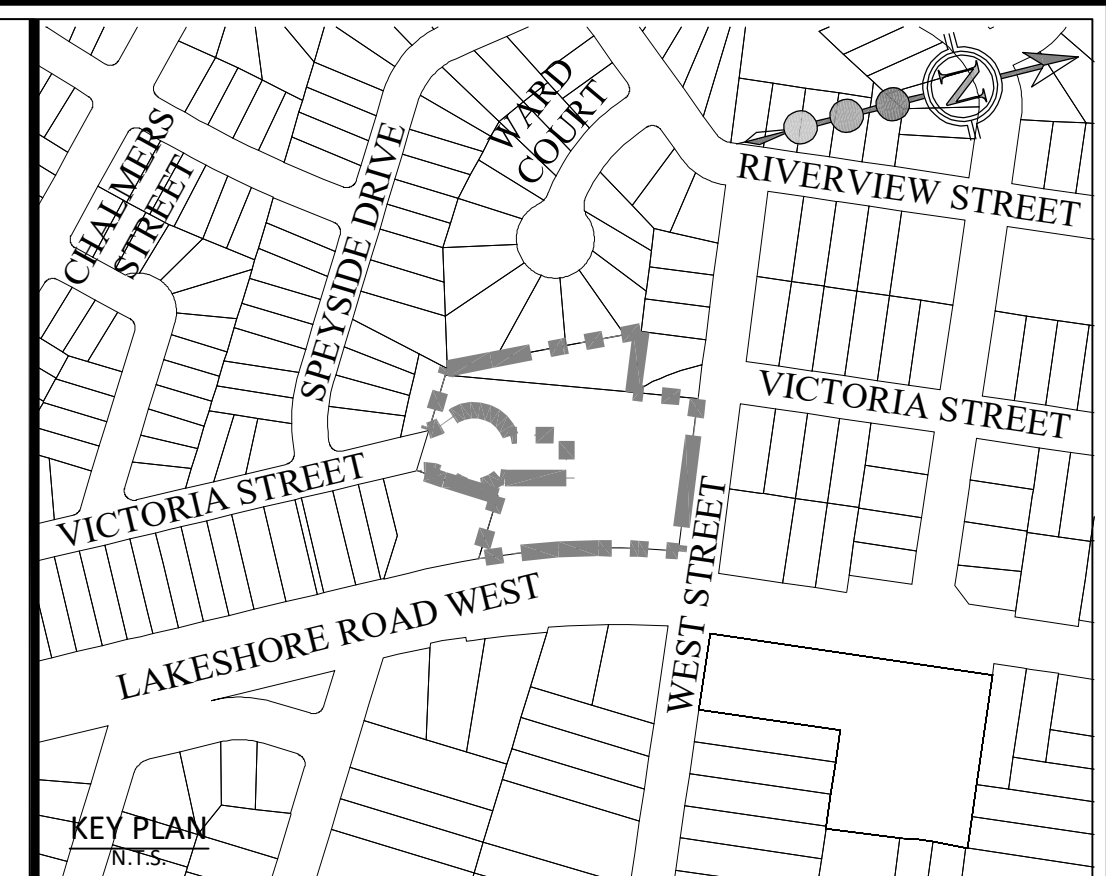 WARD
COURT
CHALMERS
STREET
SPEYSIDE DRIVE
N
RIVERVIEW STREET
VICTORIA STREET
VICTORIA STREET
WEST STREET
LAKESHORE ROAD WEST
KEY PLAN
N.T.S.